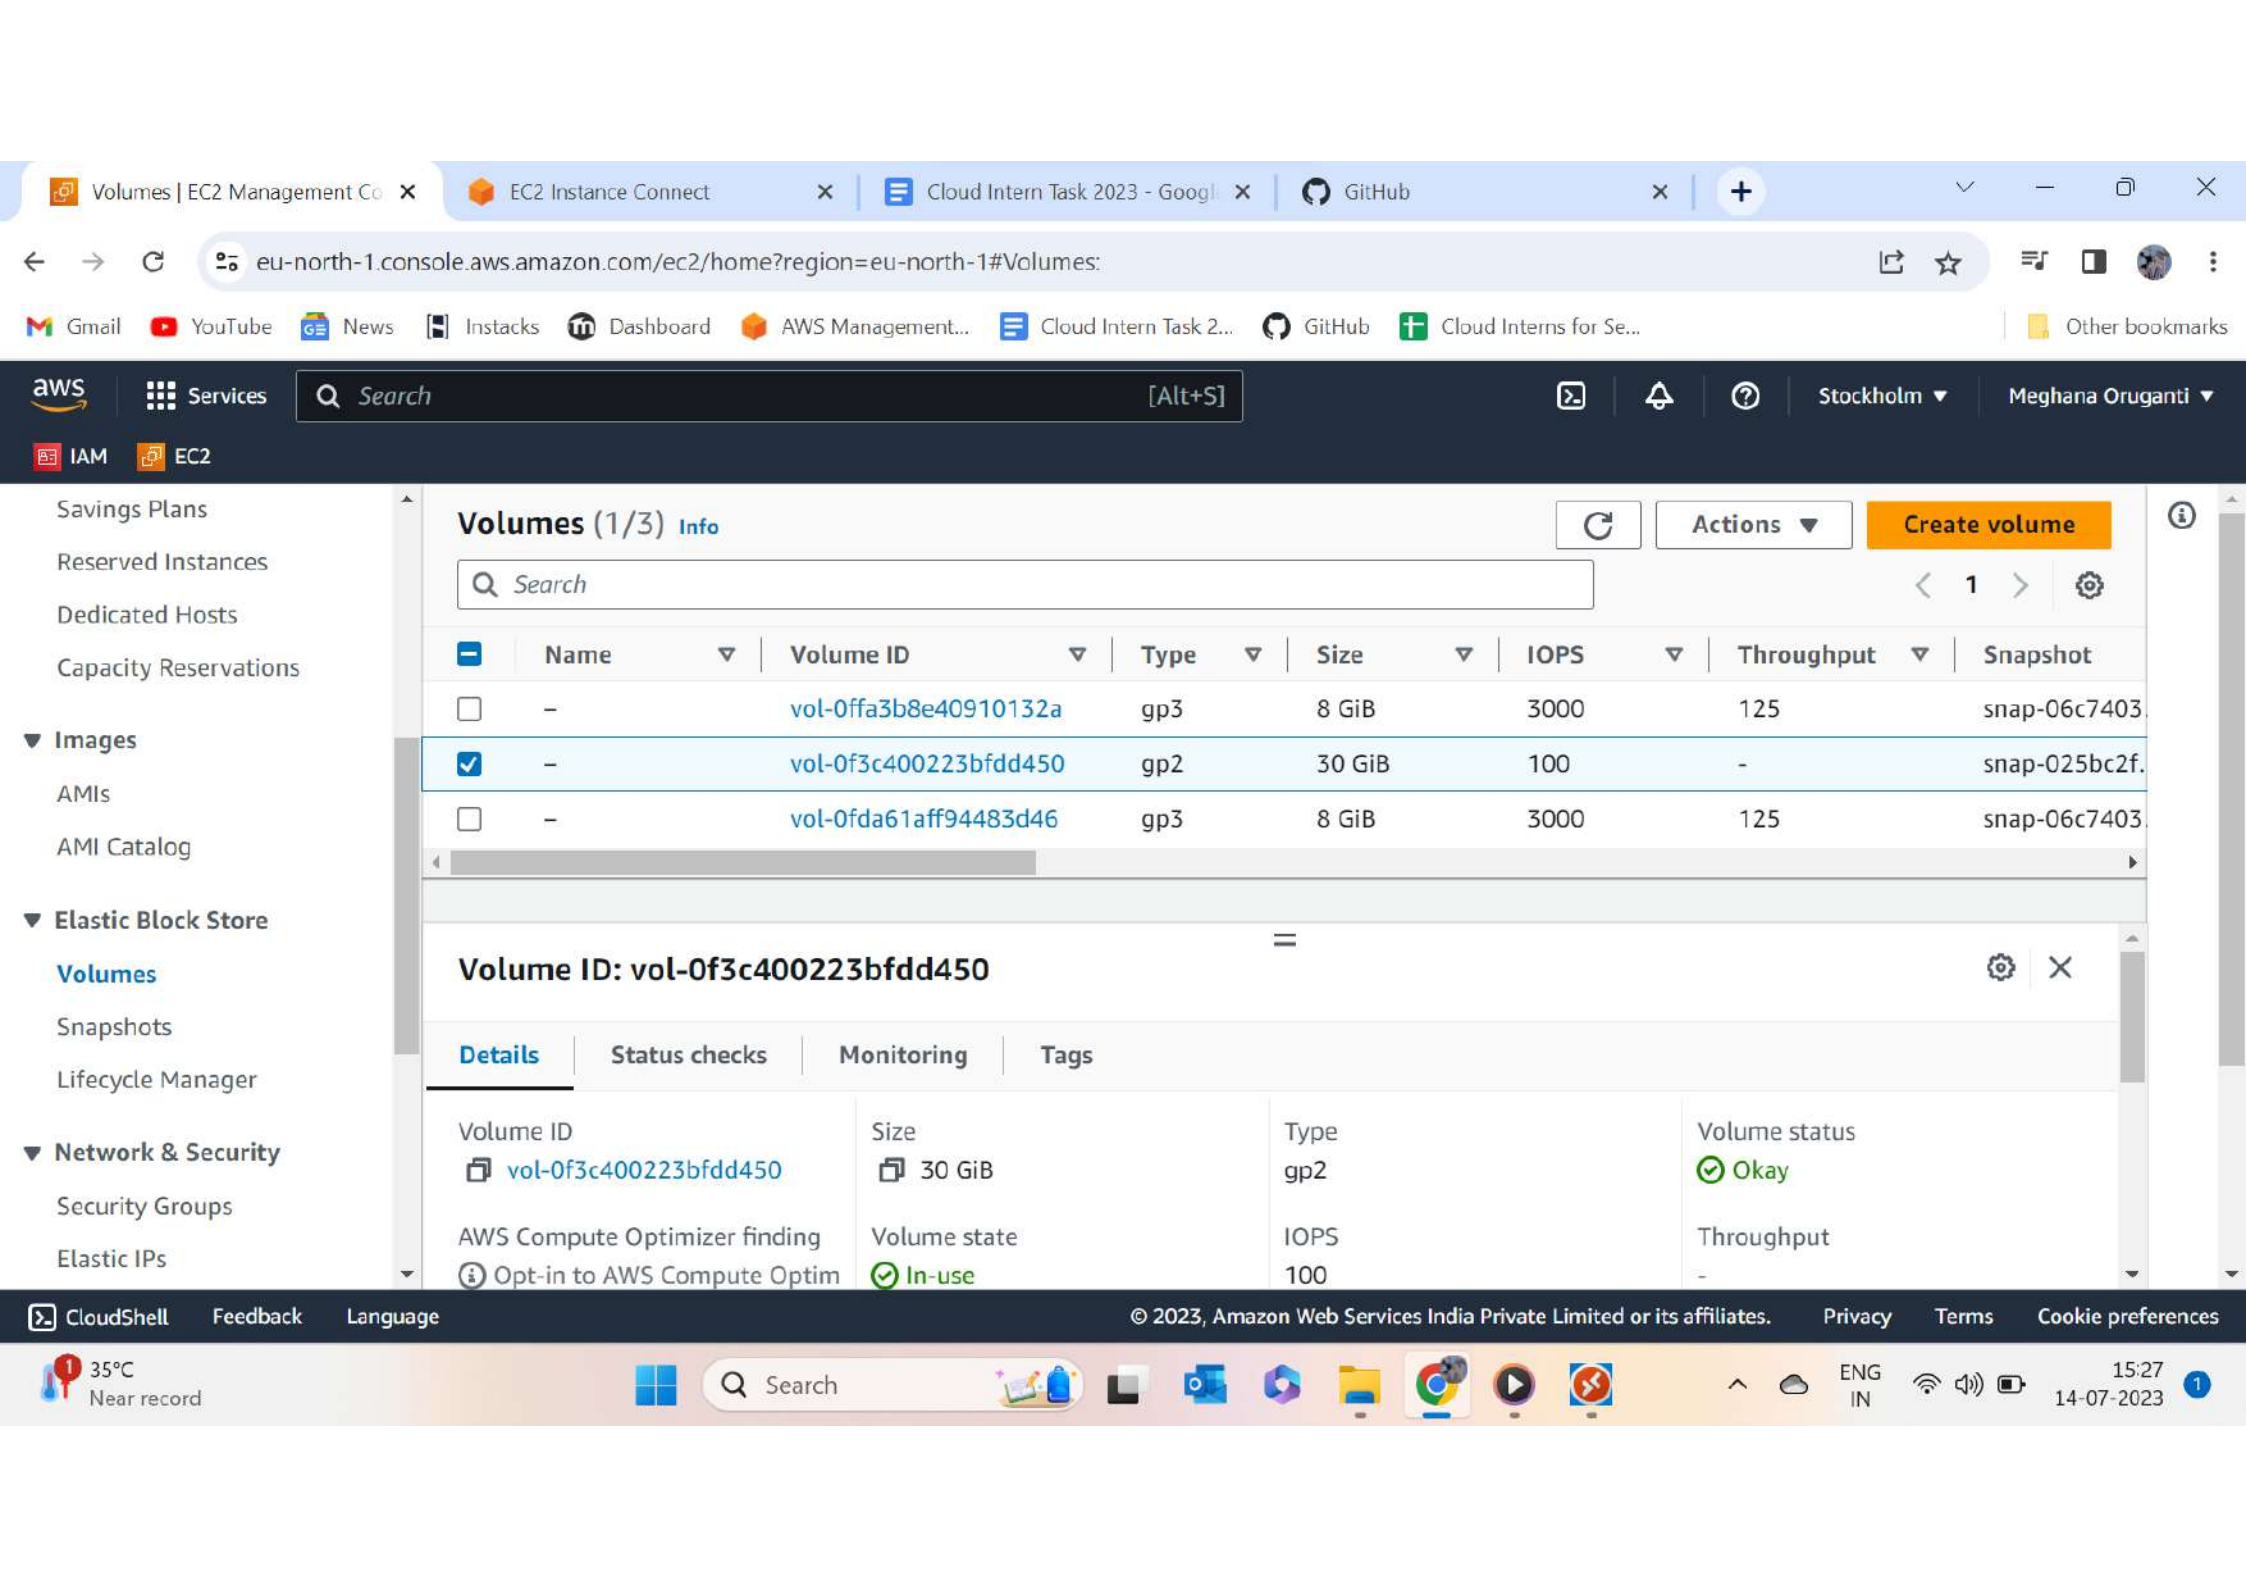 Volumes | EC2 Management Co
EC2 Instance Connect
Cloud Intern Task 2023 - Googl
GitHub
eu-north-1.console.aws.amazon.com/ec2/home?region=eu-north-1#Volumes:
Gmail YouTube News Instacks Dashboard AWS Management... Cloud Intern Task 2... GitHub Cloud Interns for Se... Other bookmarks
aws Services Search [Alt+S] Stockholm Meghana Oruganti
IAM EC2
Savings Plans
Reserved Instances
Dedicated Hosts
Capacity Reservations
Images
AMIs
AMI Catalog
Elastic Block Store
Volumes
Snapshots
Lifecycle Manager
Network & Security
Security Groups
Elastic IPs
Volumes (1/3) Info Actions Create volume
Search 1
Name Volume ID Type Size IOPS Throughput Snapshot
– vol-0ffa3b8e40910132a gp3 8 GiB 3000 125 snap-06c7403.
– vol-0f3c400223bfdd450 gp2 30 GiB 100 - snap-025bc2f.
– vol-0fda61aff94483d46 gp3 8 GiB 3000 125 snap-06c7403.
Volume ID: vol-0f3c400223bfdd450
Details Status checks Monitoring Tags
Volume ID Size Type Volume status
vol-0f3c400223bfdd450 30 GiB gp2 Okay
AWS Compute Optimizer finding Volume state IOPS Throughput
Opt-in to AWS Compute Optim In-use 100 -
CloudShell Feedback Language © 2023, Amazon Web Services India Private Limited or its affiliates. Privacy Terms Cookie preferences
1 35°C
Near record
Search
ENG
IN
15:27
14-07-2023
1